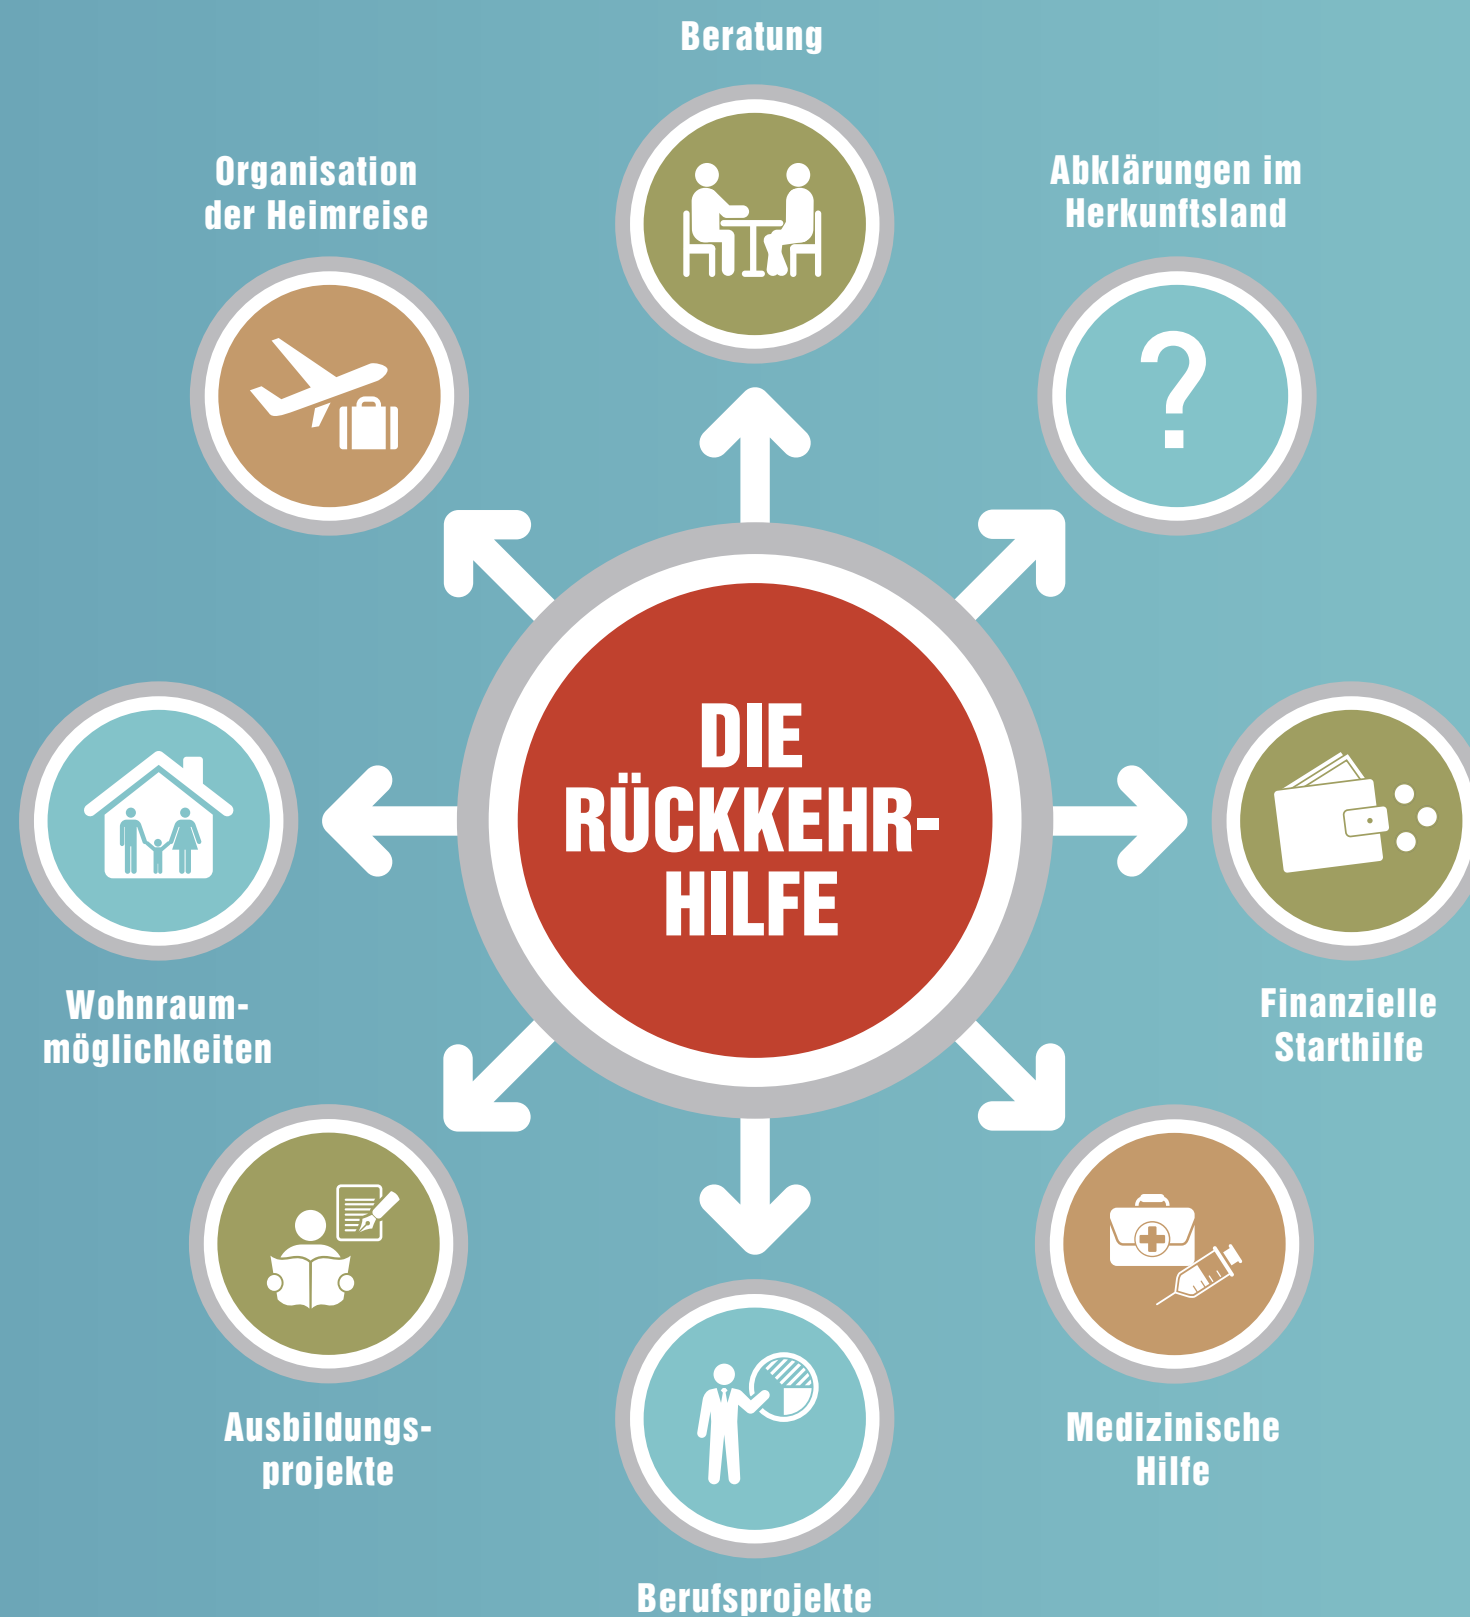 Beratung
Organisation
der Heimreise
Abklärungen im
Herkunftsland
DIE
RÜCKKEHR-
HILFE
Wohnraum-
möglichkeiten
Finanzielle
Starthilfe
Ausbildungs-
projekte
Medizinische
Hilfe
Berufsprojekte